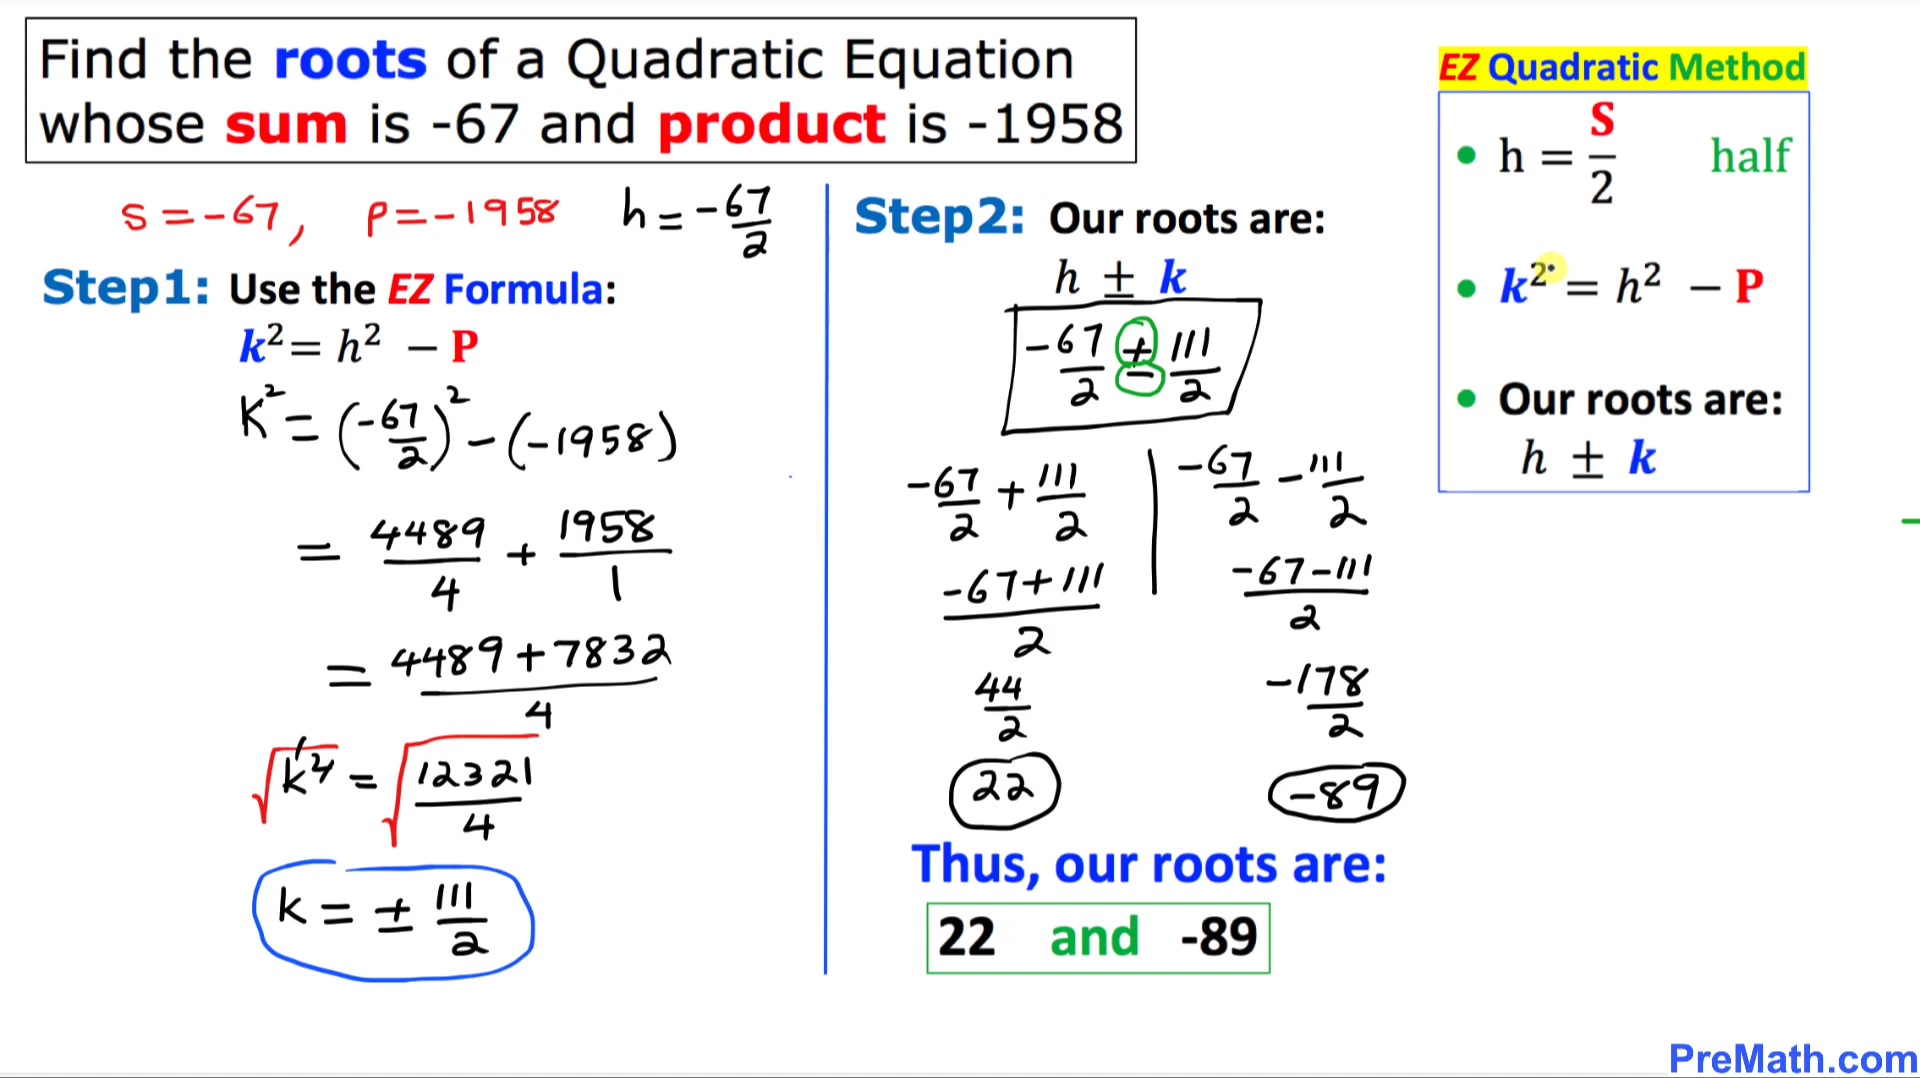 Find the roots of a Quadratic Equation
whose sum is -67 and product is -1958
s = -67, P = -1958 h = -67/2
Step1: Use the EZ Formula:
k² = h² − P
K² = (-67/2)² - (-1958)
= 4489/4 + 1958/1
= 4489+7832/4
√k² = √12321/4
k = ± 111/2
Step2: Our roots are:
h ± k
-67/2 ± 111/2
-67/2 + 111/2
-67+111/2
44/2
22
-67/2 - 111/2
-67-111/2
-178/2
-89
Thus, our roots are:
22 and -89
EZ Quadratic Method
• h = S/2 half
• k² = h² − P
• Our roots are:
h ± k
PreMath.com